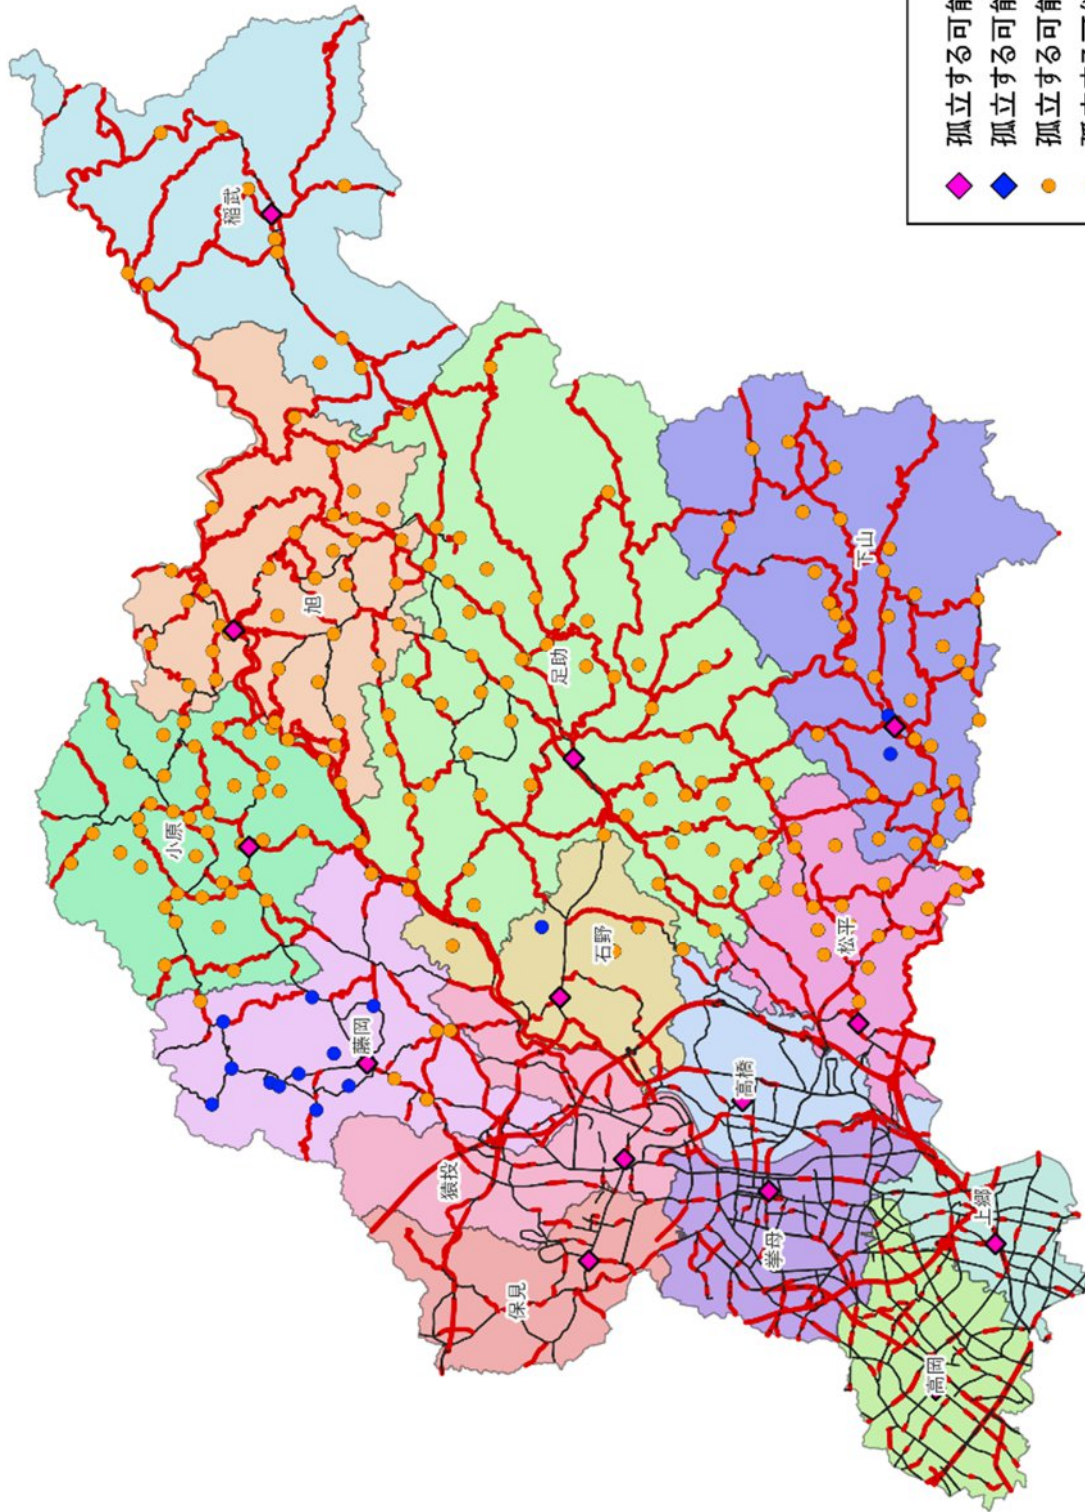 稲武
旭
小原
足助
下山
藤岡
石野
松平
猿投
高橋
保見
挙母
上郷
高岡
孤立する可能
孤立する可能
孤立する可能